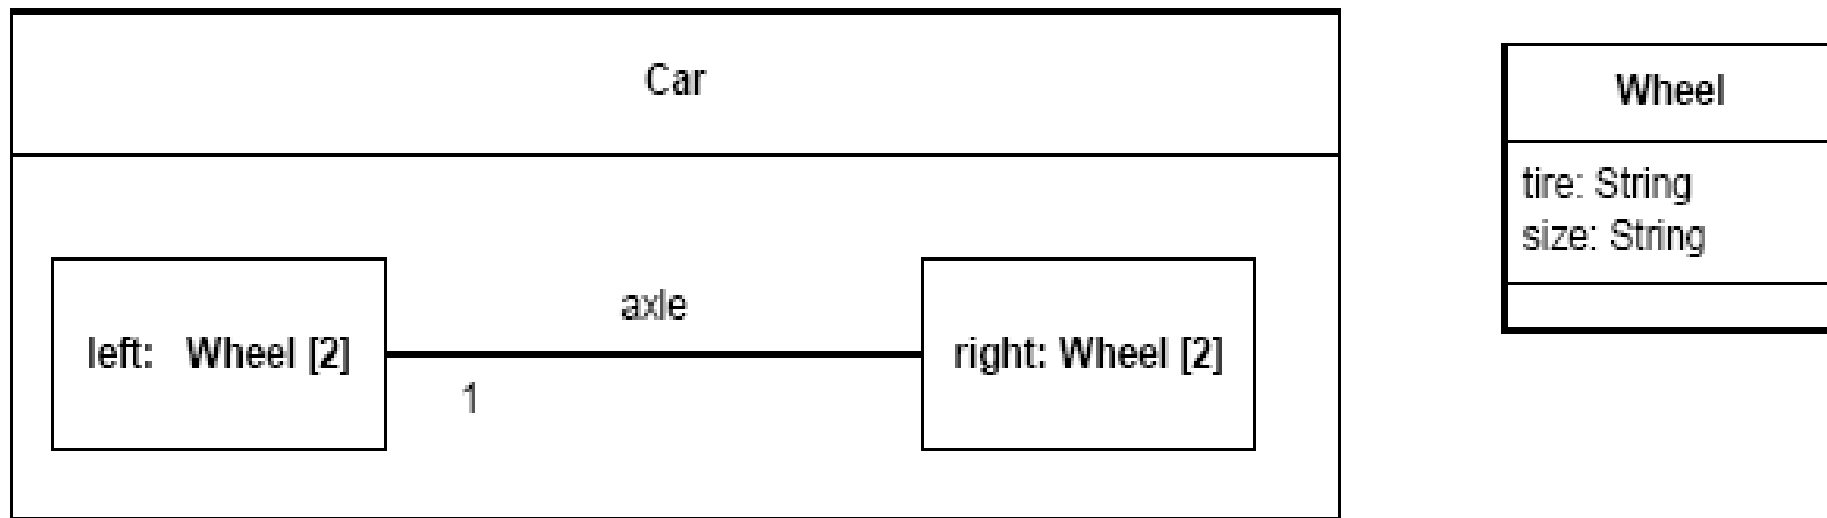 Car
left: Wheel [2]
axle
1
right: Wheel [2]
Wheel
tire: String
size: String